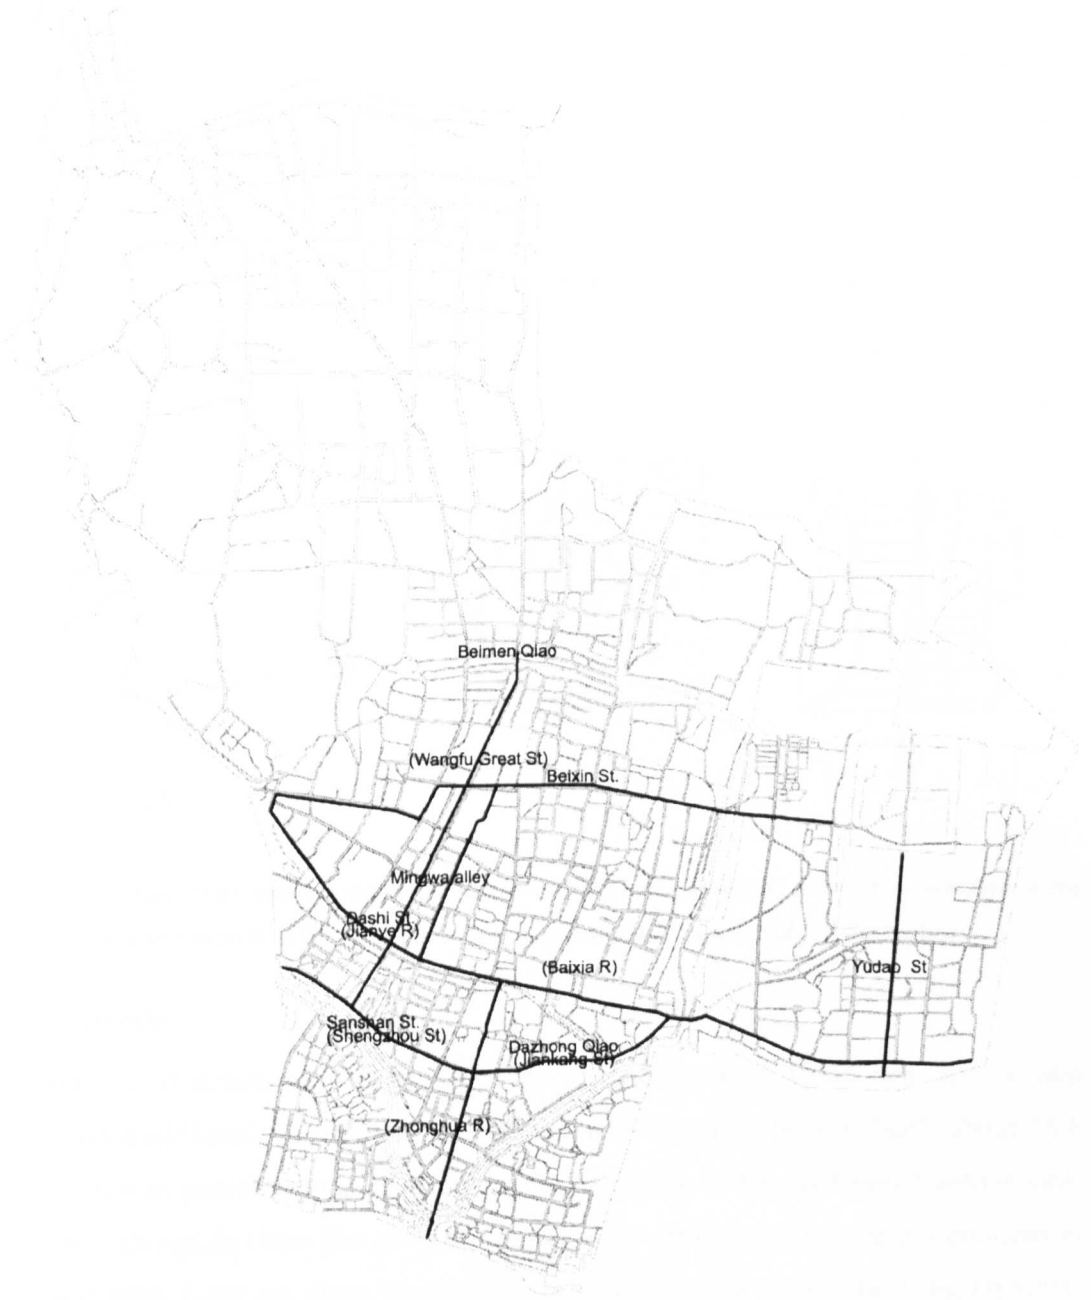 Beimen Qiao
(Wangfu Great St)
Beixin St.
Mingwa alley
Dashi St.
(Jianye R)
(Baixia R)
Yudao St
Sanshan St.
(Shengzhou St)
Dazhong Qiao
(Jiankang St)
(Zhonghua R)